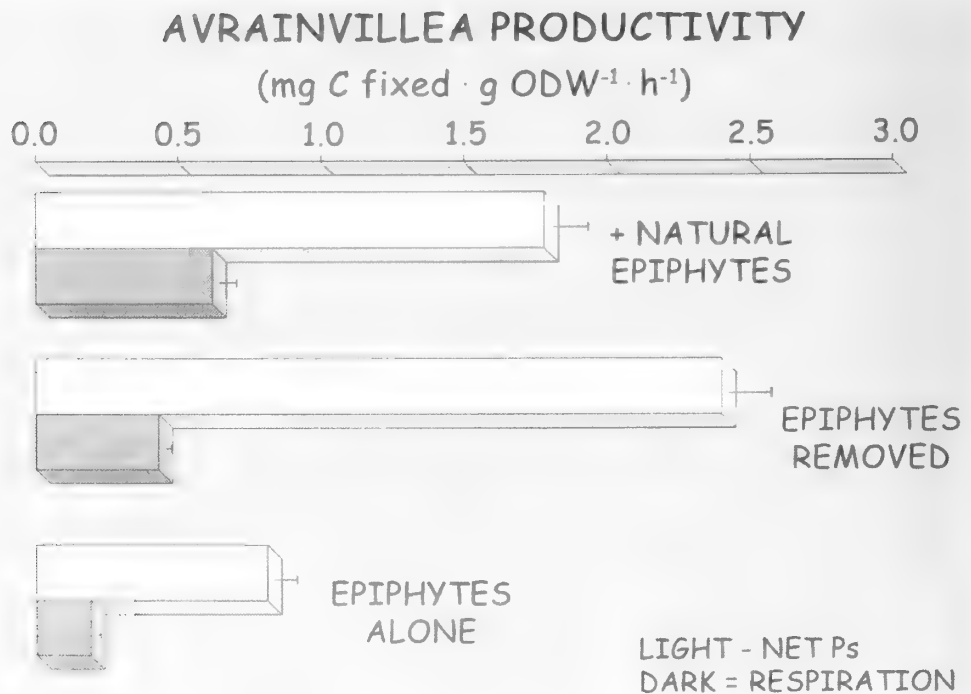 AVRAINVILLEA PRODUCTIVITY
(mg C fixed · g ODW⁻¹ · h⁻¹)
0.0 0.5 1.0 1.5 2.0 2.5 3.0
+ NATURAL
EPIPHYTES
EPIPHYTES
REMOVED
EPIPHYTES
ALONE
LIGHT - NET Ps
DARK = RESPIRATION